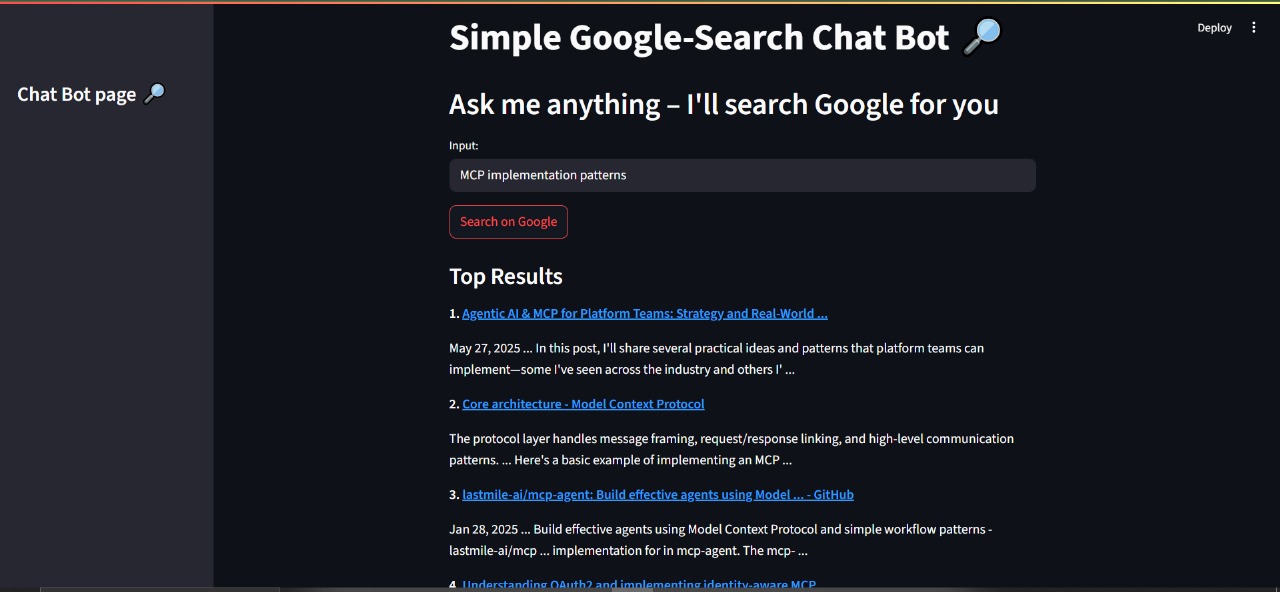 Simple Google-Search Chat Bot 🔎
Deploy
Chat Bot page 🔎
Ask me anything – I'll search Google for you
Input:
MCP implementation patterns
Search on Google
Top Results
1. Agentic AI & MCP for Platform Teams: Strategy and Real-World ...
May 27, 2025 ... In this post, I'll share several practical ideas and patterns that platform teams can
implement—some I've seen across the industry and others I' ...
2. Core architecture - Model Context Protocol
The protocol layer handles message framing, request/response linking, and high-level communication
patterns. ... Here's a basic example of implementing an MCP ...
3. lastmile-ai/mcp-agent: Build effective agents using Model ... - GitHub
Jan 28, 2025 ... Build effective agents using Model Context Protocol and simple workflow patterns -
lastmile-ai/mcp ... implementation for in mcp-agent. The mcp- ...
4. Understanding OAuth2 and implementing identity-aware MCP